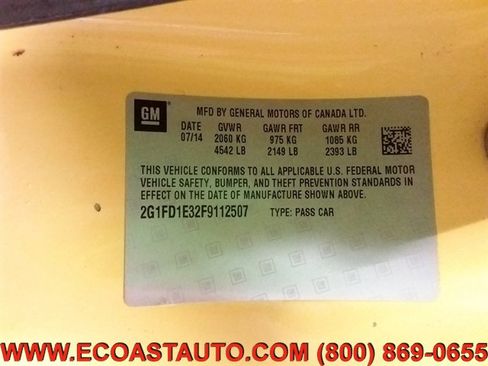 GM
MFD BY GENERAL MOTORS OF CANADA LTD.
DATE GVWR GAWR FRT GAWR RR
07/14 2060 KG 975 KG 1085 KG
4542 LB 2149 LB 2393 LB
THIS VEHICLE CONFORMS TO ALL APPLICABLE U.S. FEDERAL MOTOR
VEHICLE SAFETY, BUMPER, AND THEFT PREVENTION STANDARDS IN
EFFECT ON THE DATE OF MANUFACTURE SHOWN ABOVE.
2G1FD1E32F9112507 TYPE: PASS CAR
WWW.ECOASTAUTO.COM (800) 869-0655